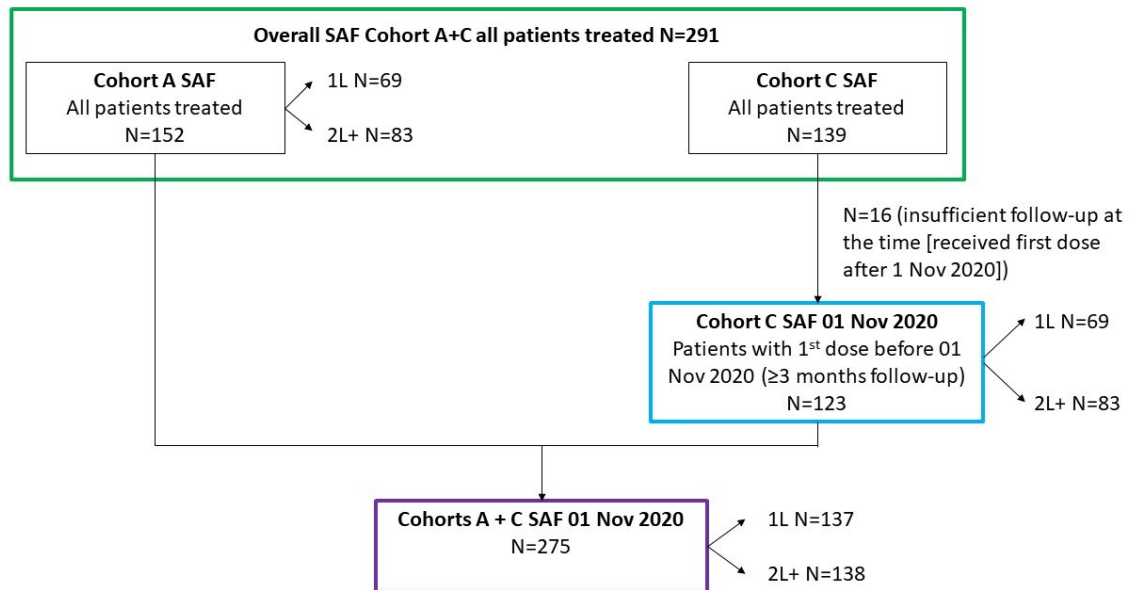 Overall SAF Cohort A+C all patients treated N=291
Cohort A SAF
All patients treated
N=152
1L N=69
2L+ N=83
Cohort C SAF
All patients treated
N=139
N=16 (insufficient follow-up at
the time [received first dose
after 1 Nov 2020])
Cohort C SAF 01 Nov 2020
Patients with 1st dose before 01
Nov 2020 (≥3 months follow-up)
N=123
1L N=69
2L+ N=83
Cohorts A + C SAF 01 Nov 2020
N=275
1L N=137
2L+ N=138